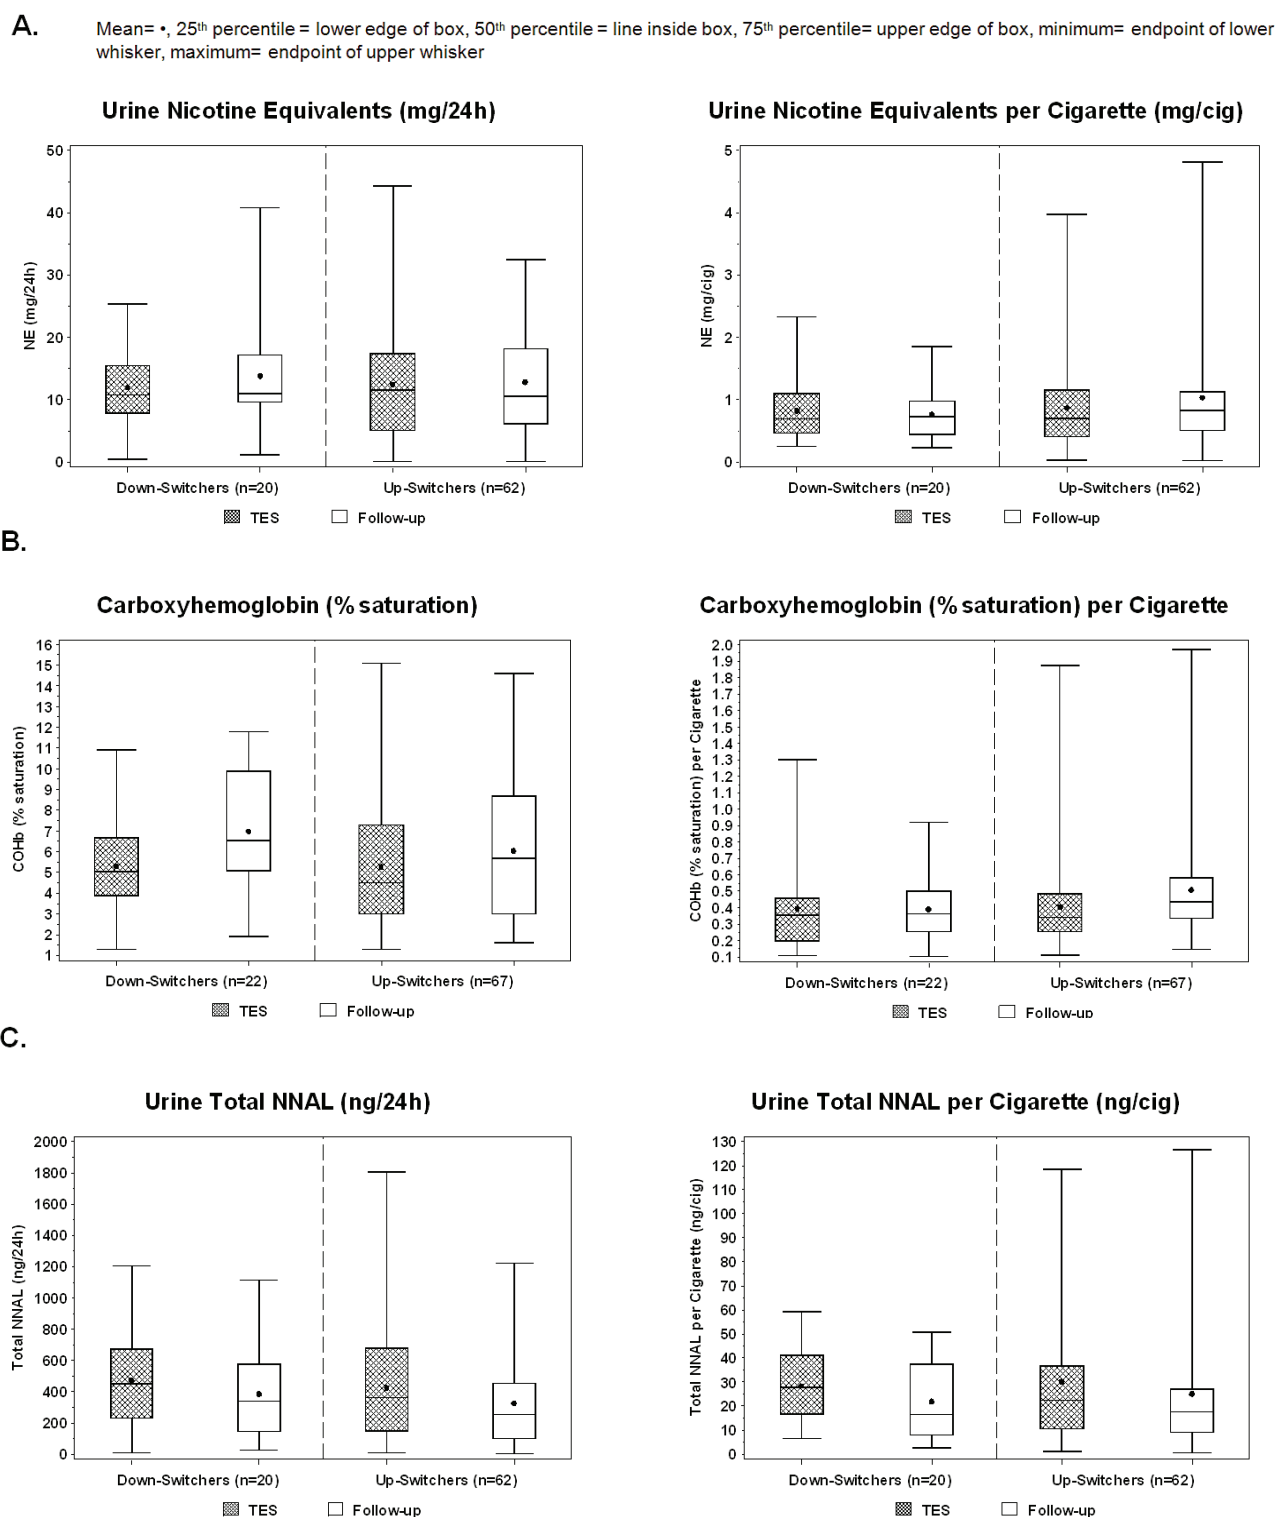 A.
Mean= •, 25th percentile = lower edge of box, 50th percentile = line inside box, 75th percentile= upper edge of box, minimum= endpoint of lower
whisker, maximum= endpoint of upper whisker
Urine Nicotine Equivalents (mg/24h)
NE (mg/24h)
50
40
30
20
10
0
Down-Switchers (n=20)
Up-Switchers (n=62)
TES
Follow-up
Urine Nicotine Equivalents per Cigarette (mg/cig)
NE (mg/cig)
5
4
3
2
1
0
Down-Switchers (n=20)
Up-Switchers (n=62)
TES
Follow-up
B.
Carboxyhemoglobin (% saturation)
COHb (% saturation)
16
15
14
13
12
11
10
9
8
7
6
5
4
3
2
1
Down-Switchers (n=22)
Up-Switchers (n=67)
TES
Follow-up
Carboxyhemoglobin (% saturation) per Cigarette
COHb (% saturation) per Cigarette
2.0
1.9
1.8
1.7
1.6
1.5
1.4
1.3
1.2
1.1
1.0
0.9
0.8
0.7
0.6
0.5
0.4
0.3
0.2
0.1
Down-Switchers (n=22)
Up-Switchers (n=67)
TES
Follow-up
C.
Urine Total NNAL (ng/24h)
Total NNAL (ng/24h)
2000
1800
1600
1400
1200
1000
800
600
400
200
0
Down-Switchers (n=20)
Up-Switchers (n=62)
TES
Follow-up
Urine Total NNAL per Cigarette (ng/cig)
Total NNAL per Cigarette (ng/cig)
130
120
110
100
90
80
70
60
50
40
30
20
10
0
Down-Switchers (n=20)
Up-Switchers (n=62)
TES
Follow-up